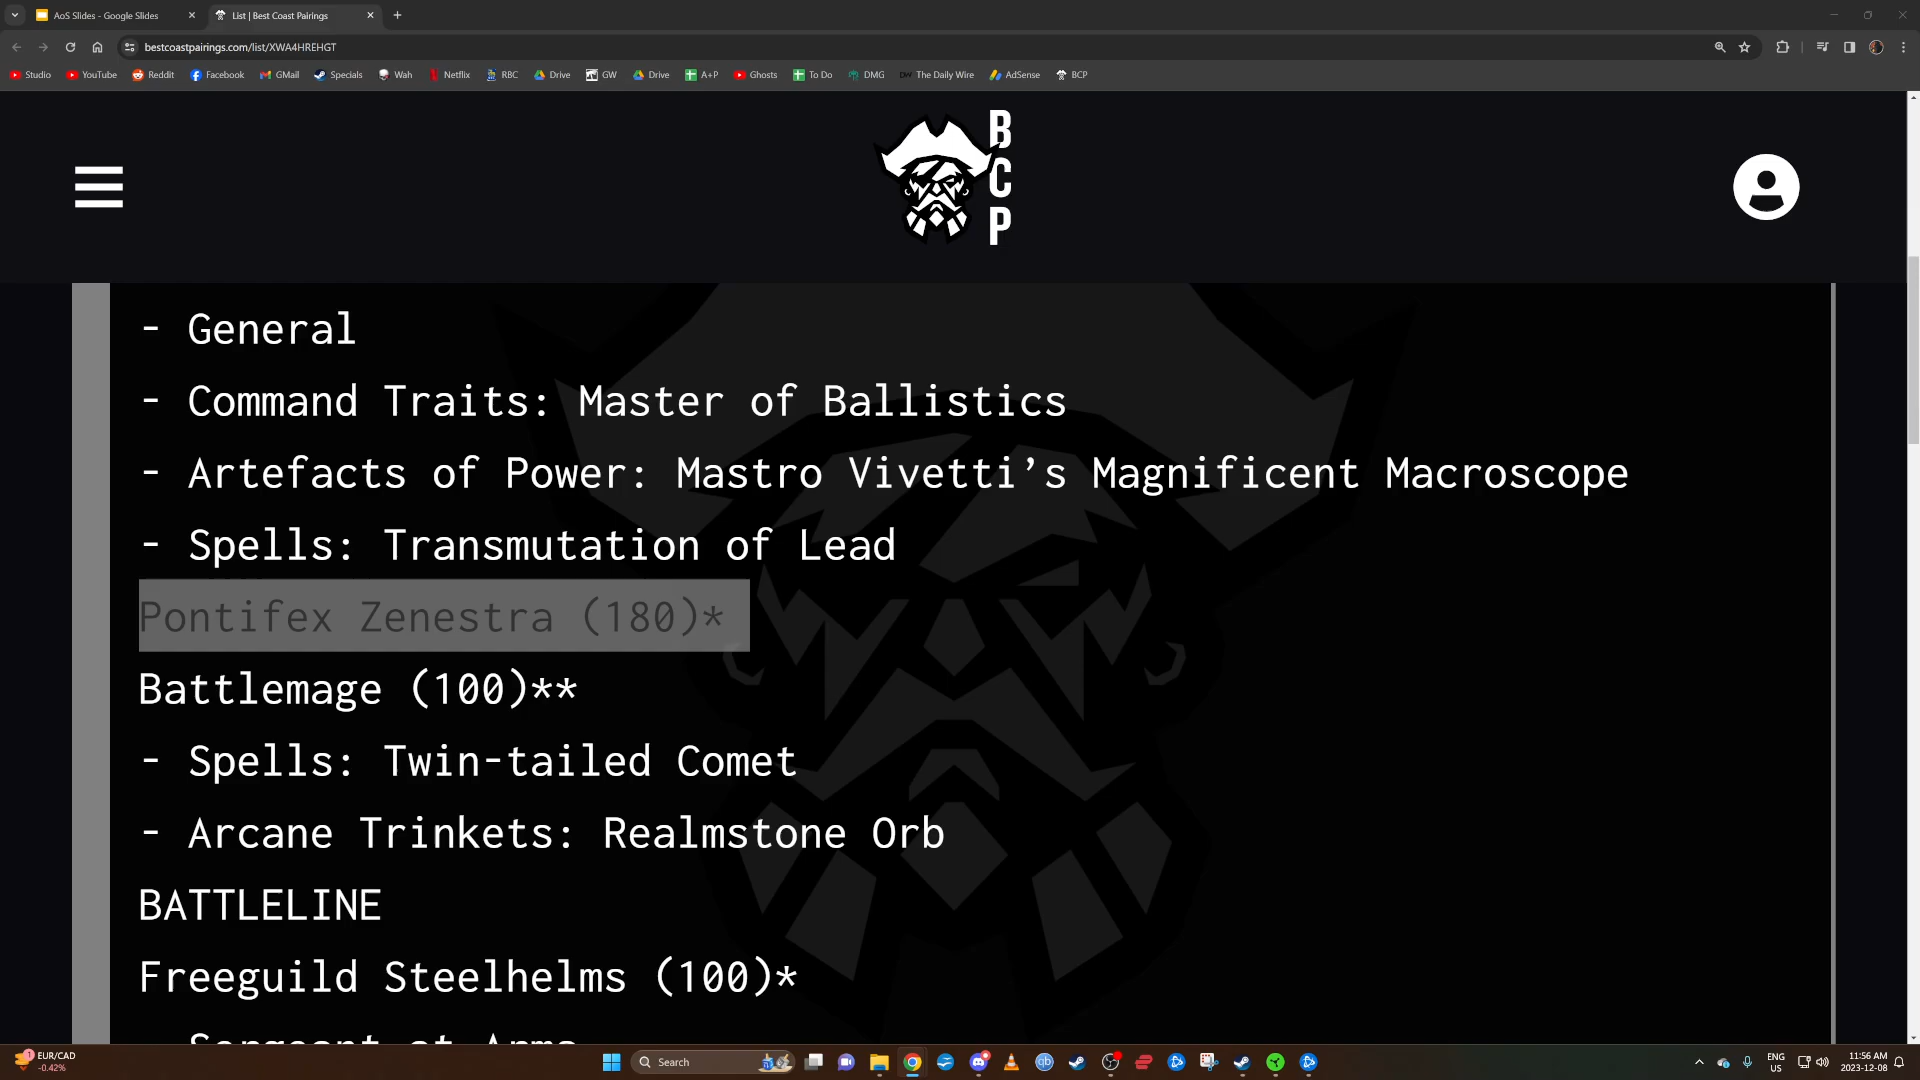 AoS Slides - Google Slides
List | Best Coast Pairings
bestcoastpairings.com/list/XWA4HREHGT
Studio YouTube Reddit Facebook GMail Specials Wah Netflix RBC Drive GW Drive A+P Ghosts To Do DMG The Daily Wire AdSense BCP
B
C
P
- General
- Command Traits: Master of Ballistics
- Artefacts of Power: Mastro Vivetti’s Magnificent Macroscope
- Spells: Transmutation of Lead
Pontifex Zenestra (180)*
Battlemage (100)**
- Spells: Twin-tailed Comet
- Arcane Trinkets: Realmstone Orb
BATTLELINE
Freeguild Steelhelms (100)*
- Sergeant at Arms
EUR/CAD
-0.42%
Search
ENG
US
11:56 AM
2023-12-08